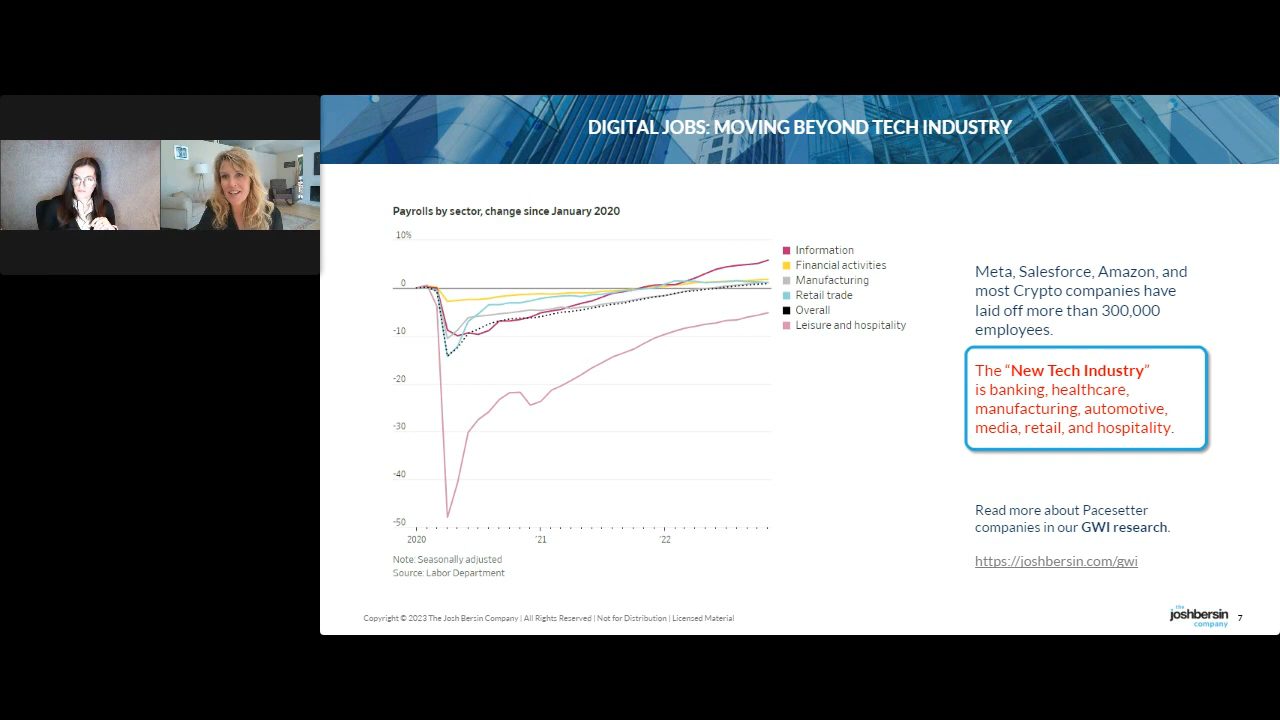 DIGITAL JOBS: MOVING BEYOND TECH INDUSTRY
Payrolls by sector, change since January 2020
10%
0
-10
-20
-30
-40
-50
2020
'21
'22
Information
Financial activities
Manufacturing
Retail trade
Overall
Leisure and hospitality
Note: Seasonally adjusted
Source: Labor Department
Meta, Salesforce, Amazon, and
most Crypto companies have
laid off more than 300,000
employees.
The “New Tech Industry”
is banking, healthcare,
manufacturing, automotive,
media, retail, and hospitality.
Read more about Pacesetter
companies in our GWI research.
https://joshbersin.com/gwi
Copyright © 2023 The Josh Bersin Company | All Rights Reserved | Not for Distribution | Licensed Material
the
joshbersin
company
7